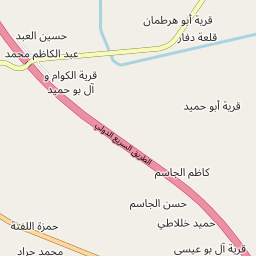 قرية أبو هرطمان
حسين العبد
قلعة دفار
عبد الكاظم محمد
قرية الكوام و
آل بو حميد
قرية أبو حميد
الطريق السريع الدولي
كاظم الجاسم
حسن الجاسم
حميد خللاطي
حمزة اللفتة
قرية آل بو عيسى
محمد جراد